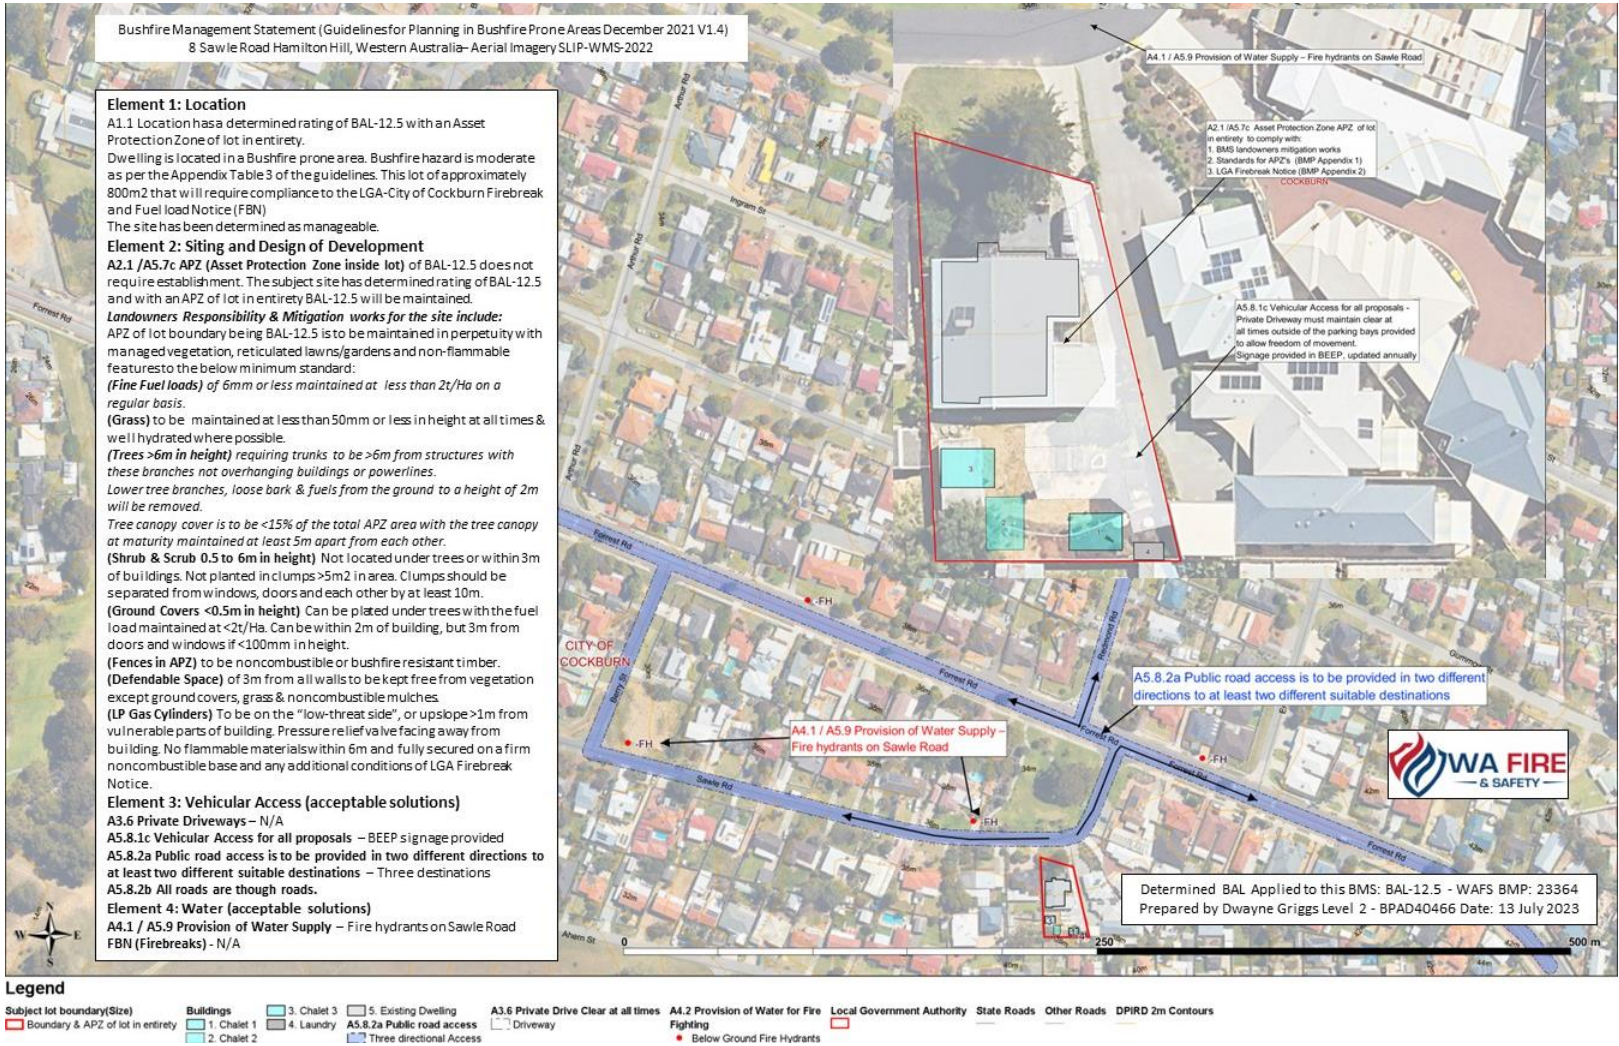 Bushfire Management Statement (Guidelines for Planning in Bushfire Prone Areas December 2021 V1.4)
8 Sawle Road Hamilton Hill, Western Australia– Aerial Imagery SLIP-WMS-2022
Element 1: Location
A1.1 Location has a determined rating of BAL-12.5 with an Asset
Protection Zone of lot in entirety.
Dwelling is located in a Bushfire prone area. Bushfire hazard is moderate
as per the Appendix Table 3 of the guidelines. This lot of approximately
800m2 that will require compliance to the LGA-City of Cockburn Firebreak
and Fuel load Notice (FBN)
The site has been determined as manageable.
Element 2: Siting and Design of Development
A2.1 /A5.7c APZ (Asset Protection Zone inside lot) of BAL-12.5 does not
require establishment. The subject site has determined rating of BAL-12.5
and with an APZ of lot in entirety BAL-12.5 will be maintained.
Landowners Responsibility & Mitigation works for the site include:
APZ of lot boundary being BAL-12.5 is to be maintained in perpetuity with
managed vegetation, reticulated lawns/gardens and non-flammable
features to the below minimum standard:
(Fine Fuel loads) of 6mm or less maintained at less than 2t/Ha on a
regular basis.
(Grass) to be maintained at less than 50mm or less in height at all times &
well hydrated where possible.
(Trees >6m in height) requiring trunks to be >6m from structures with
these branches not overhanging buildings or powerlines.
Lower tree branches, loose bark & fuels from the ground to a height of 2m
will be removed.
Tree canopy cover is to be <15% of the total APZ area with the tree canopy
at maturity maintained at least 5m apart from each other.
(Shrub & Scrub 0.5 to 6m in height) Not located under trees or within 3m
of buildings. Not planted in clumps >5m2 in area. Clumps should be
separated from windows, doors and each other by at least 10m.
(Ground Covers <0.5m in height) Can be plated under trees with the fuel
load maintained at <2t/Ha. Can be within 2m of building, but 3m from
doors and windows if <100mm in height.
(Fences in APZ) to be noncombustible or bushfire resistant timber.
(Defendable Space) of 3m from all walls to be kept free from vegetation
except ground covers, grass & noncombustible mulches.
(LP Gas Cylinders) To be on the "low-threat side", or upslope >1m from
vulnerable parts of building. Pressure relief valve facing away from
building. No flammable materials within 6m and fully secured on a firm
noncombustible base and any additional conditions of LGA Firebreak
Notice.
Element 3: Vehicular Access (acceptable solutions)
A3.6 Private Driveways – N/A
A5.8.1c Vehicular Access for all proposals – BEEP signage provided
A5.8.2a Public road access is to be provided in two different directions to
at least two different suitable destinations – Three destinations
A5.8.2b All roads are though roads.
Element 4: Water (acceptable solutions)
A4.1 / A5.9 Provision of Water Supply – Fire hydrants on Sawle Road
FBN (Firebreaks) - N/A
A4.1 / A5.9 Provision of Water Supply – Fire hydrants on Sawle Road
A2.1 /A5.7c Asset Protection Zone APZ of lot
in entirety to comply with:
1. BMS landowners mitigation works
2. Standards for APZ's (BMP Appendix 1)
3. LGA Firebreak Notice (BMP Appendix 2)
COCKBURN
A5.8.1c Vehicular Access for all proposals -
Private Driveway must maintain clear at
all times outside of the parking bays provided
to allow freedom of movement.
Signage provided in BEEP, updated annually
3
4
Arthur Rd
Ingram St
Arthur Rd
Arthur Rd
Forrest Rd
Forrest Rd
-FH
Redmond Rd
CITY OF
COCKBURN
Berry St
Forrest Rd
A5.8.2a Public road access is to be provided in two different
directions to at least two different suitable destinations
A4.1 / A5.9 Provision of Water Supply –
Fire hydrants on Sawle Road
-FH
Forrest Rd
-FH
Sawle Rd
-FH
Forrest Rd
Forrest Rd
WA FIRE
& SAFETY
Determined BAL Applied to this BMS: BAL-12.5 - WAFS BMP: 23364
Prepared by Dwayne Griggs Level 2 - BPAD40466 Date: 13 July 2023
Ahern St
N
W E
S
0 250 500 m
Legend
Subject lot boundary(Size)
Boundary & APZ of lot in entirety
Buildings
1. Chalet 1
2. Chalet 2
3. Chalet 3
4. Laundry
5. Existing Dwelling
A5.8.2a Public road access
Three directional Access
A3.6 Private Drive Clear at all times
Driveway
A4.2 Provision of Water for Fire
Fighting
Below Ground Fire Hydrants
Local Government Authority
State Roads
Other Roads
DPIRD 2m Contours